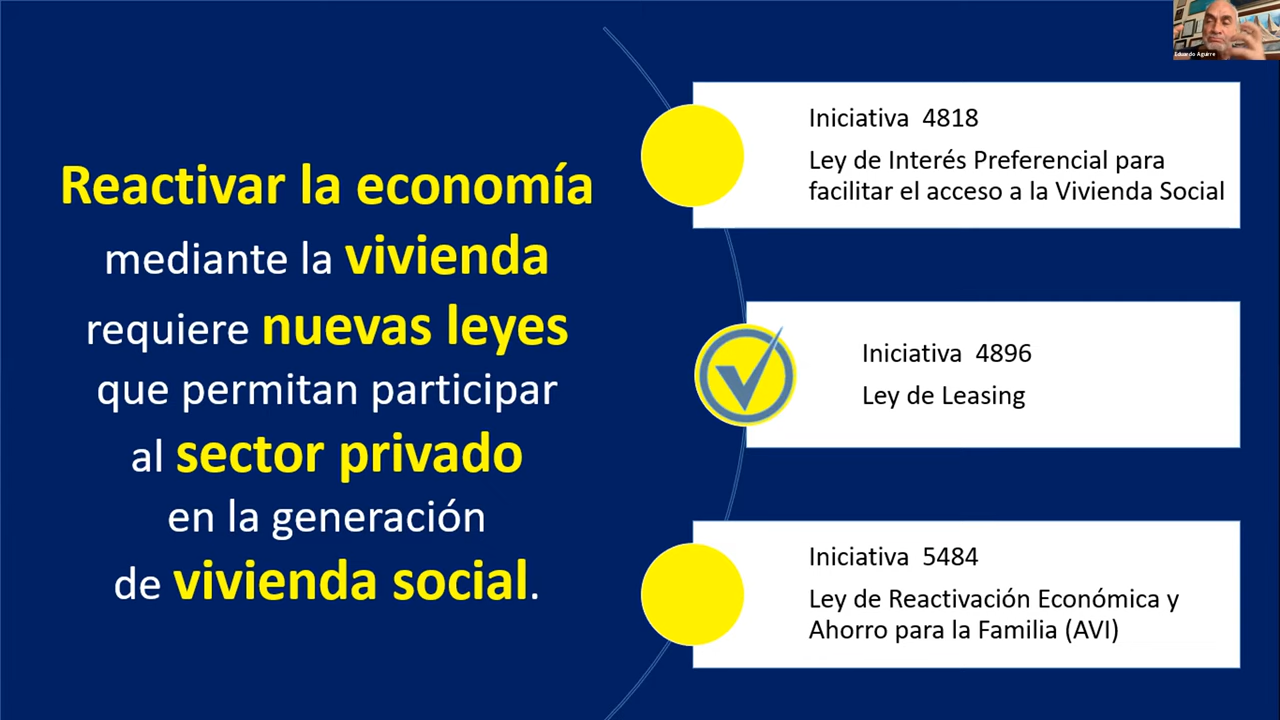 Reactivar la economía
mediante la vivienda
requiere nuevas leyes
que permitan participar
al sector privado
en la generación
de vivienda social.
Iniciativa 4818
Ley de Interés Preferencial para
facilitar el acceso a la Vivienda Social
Iniciativa 4896
Ley de Leasing
Iniciativa 5484
Ley de Reactivación Económica y
Ahorro para la Familia (AVI)
Eduardo Aguirre